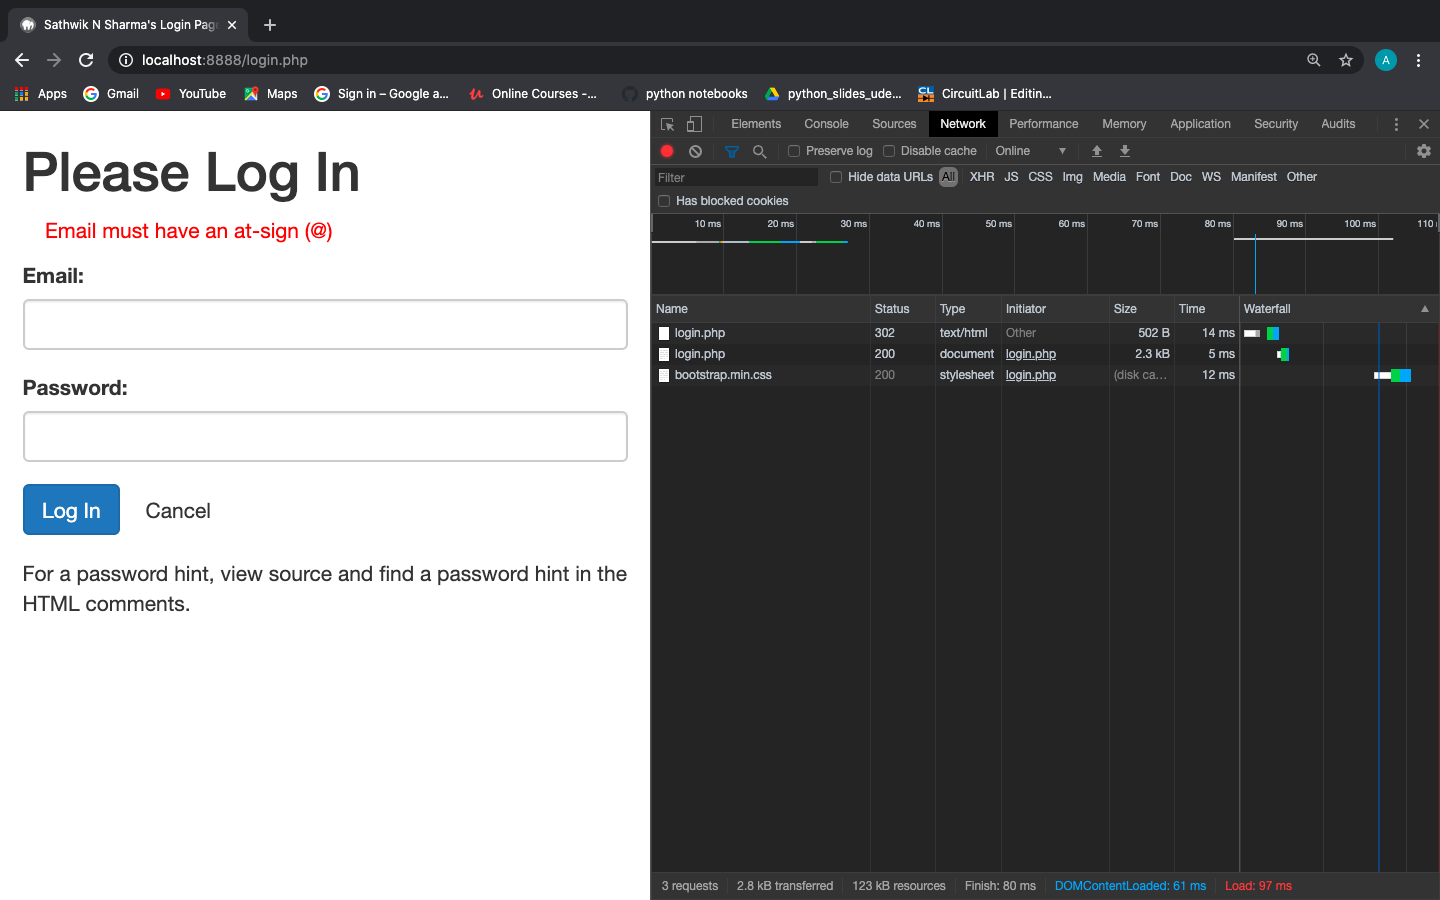 Sathwik N Sharma's Login Page
localhost:8888/login.php
A
Apps Gmail YouTube Maps Sign in – Google a... Online Courses -... python notebooks python_slides_ude... CircuitLab | Editin...
Please Log In
Email must have an at-sign (@)
Email:
Password:
Log In Cancel
For a password hint, view source and find a password hint in the
HTML comments.
Elements Console Sources Network Performance Memory Application Security Audits
Preserve log Disable cache Online
Filter Hide data URLs All XHR JS CSS Img Media Font Doc WS Manifest Other
Has blocked cookies
10 ms 20 ms 30 ms 40 ms 50 ms 60 ms 70 ms 80 ms 90 ms 100 ms 110
Name Status Type Initiator Size Time Waterfall
login.php 302 text/html Other 502 B 14 ms
login.php 200 document login.php 2.3 kB 5 ms
bootstrap.min.css 200 stylesheet login.php (disk ca... 12 ms
3 requests 2.8 kB transferred 123 kB resources Finish: 80 ms DOMContentLoaded: 61 ms Load: 97 ms